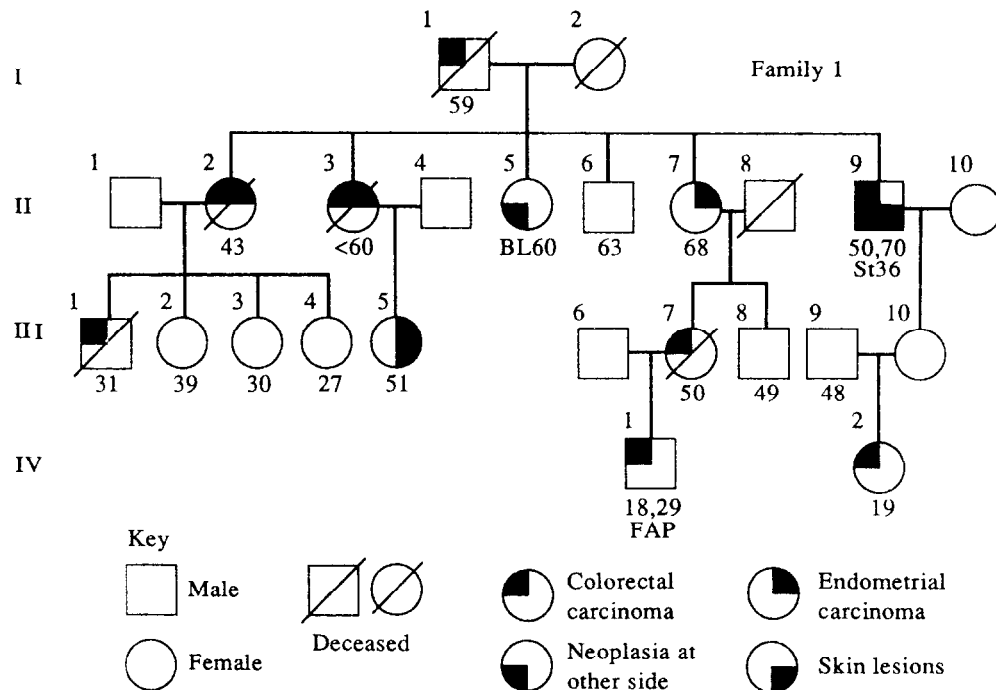 1 2
I Family 1
59
1 2 3 4 5 6 7 8 9 10
II
43 <60 BL60 63 68 50,70
St36
1 2 3 4 5 6 7 8 9 10
III
31 39 30 27 51 50 49 48
1 2
IV
18,29 19
FAP
Key
Male
Female
Deceased
Colorectal
carcinoma
Neoplasia at
other side
Endometrial
carcinoma
Skin lesions